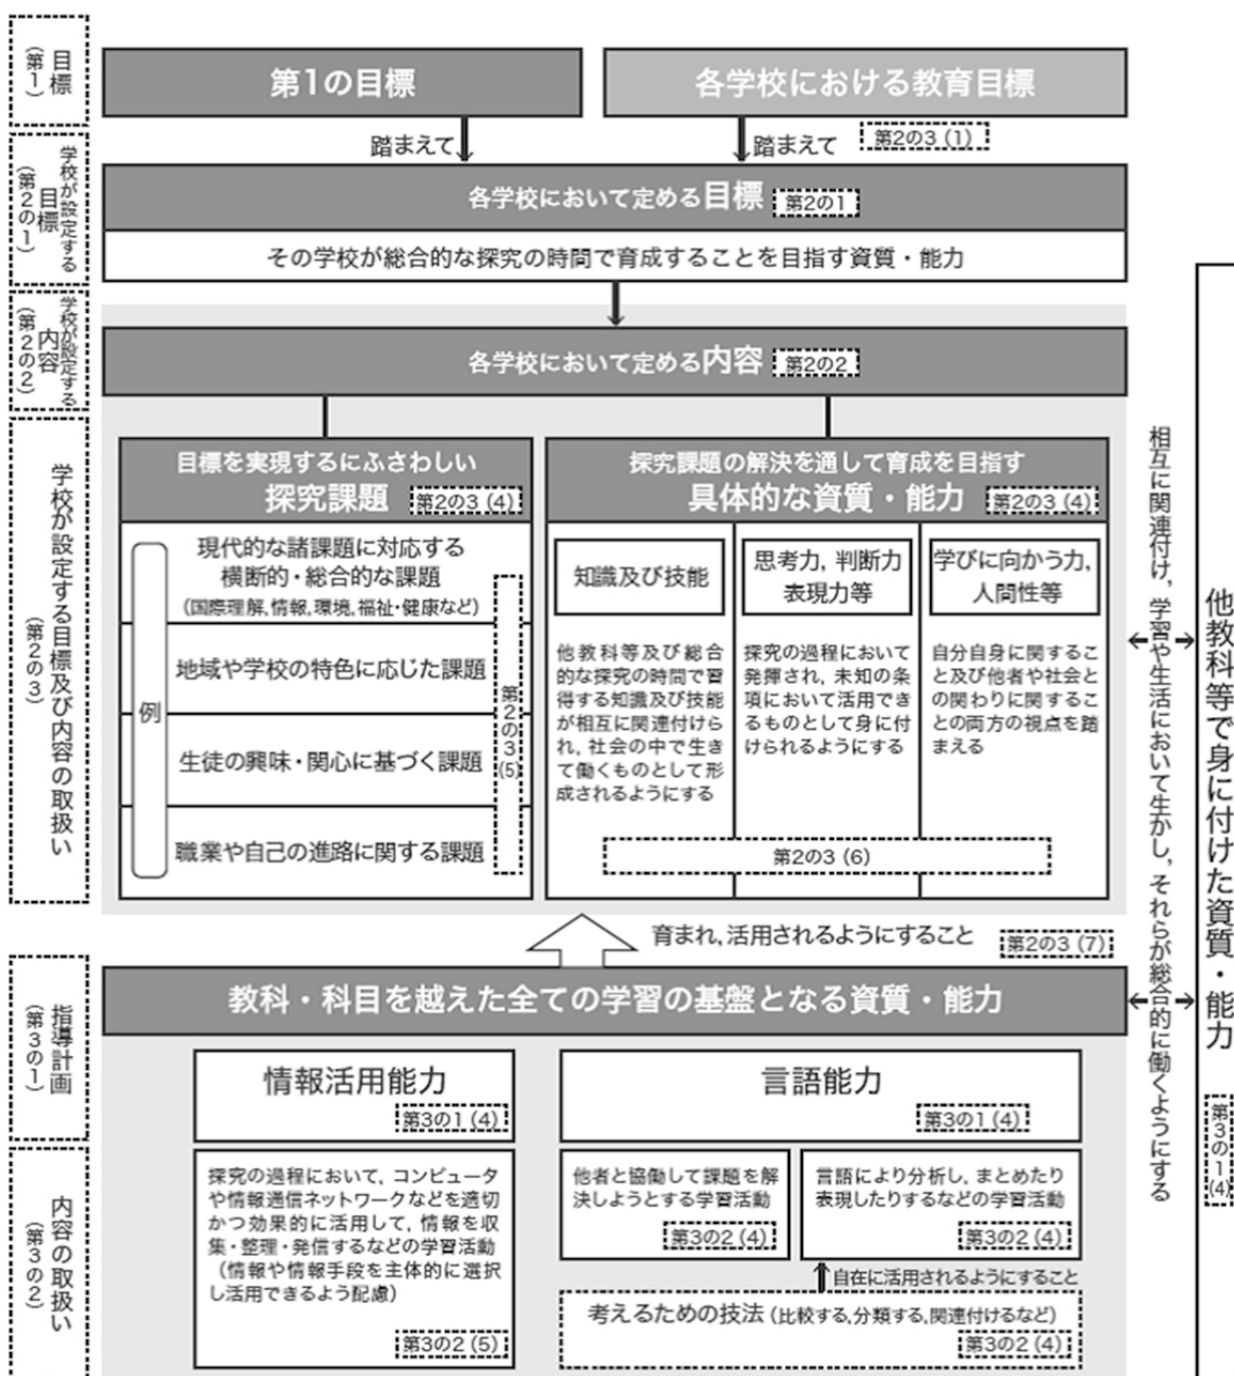 目標
(第1)
第1の目標
各学校における教育目標
踏まえて
踏まえて
第2の3(1)
学校が設定する
目標
(第2の1)
各学校において定める目標 第2の1
その学校が総合的な探究の時間で育成することを目指す資質・能力
学校が設定する
内容
(第2の2)
各学校において定める内容 第2の2
学校が設定する目標及び内容の取扱い
(第2の3)
目標を実現するにふさわしい
探究課題 第2の3(4)
例
現代的な諸課題に対応する
横断的・総合的な課題
(国際理解,情報,環境,福祉・健康など)
地域や学校の特色に応じた課題
生徒の興味・関心に基づく課題
職業や自己の進路に関する課題
第2の3(5)
探究課題の解決を通して育成を目指す
具体的な資質・能力 第2の3(4)
知識及び技能
他教科等及び総合
的な探究の時間で習
得する知識及び技能
が相互に関連付けら
れ,社会の中で生き
て働くものとして形
成されるようにする
思考力,判断力
表現力等
探究の過程において
発揮され,未知の条
項において活用でき
るものとして身に付
けられるようにする
学びに向かう力,
人間性等
自分自身に関するこ
と及び他者や社会と
の関わりに関するこ
との両方の視点を踏
まえる
第2の3(6)
育まれ,活用されるようにすること
第2の3(7)
指導計画
(第3の1)
教科・科目を越えた全ての学習の基盤となる資質・能力
情報活用能力
第3の1(4)
言語能力
第3の1(4)
内容の取扱い
(第3の2)
探究の過程において,コンピュータ
や情報通信ネットワークなどを適切
かつ効果的に活用して,情報を収
集・整理・発信するなどの学習活動
(情報や情報手段を主体的に選択
し活用できるよう配慮)
第3の2(5)
他者と協働して課題を解
決しようとする学習活動
第3の2(4)
言語により分析し,まとめたり
表現したりするなどの学習活動
第3の2(4)
自在に活用されるようにすること
考えるための技法(比較する,分類する,関連付けるなど)
第3の2(4)
相互に関連付け,学習や生活において生かし,それらが総合的に働くようにする
他教科等で身に付けた資質・能力
第3の1(4)